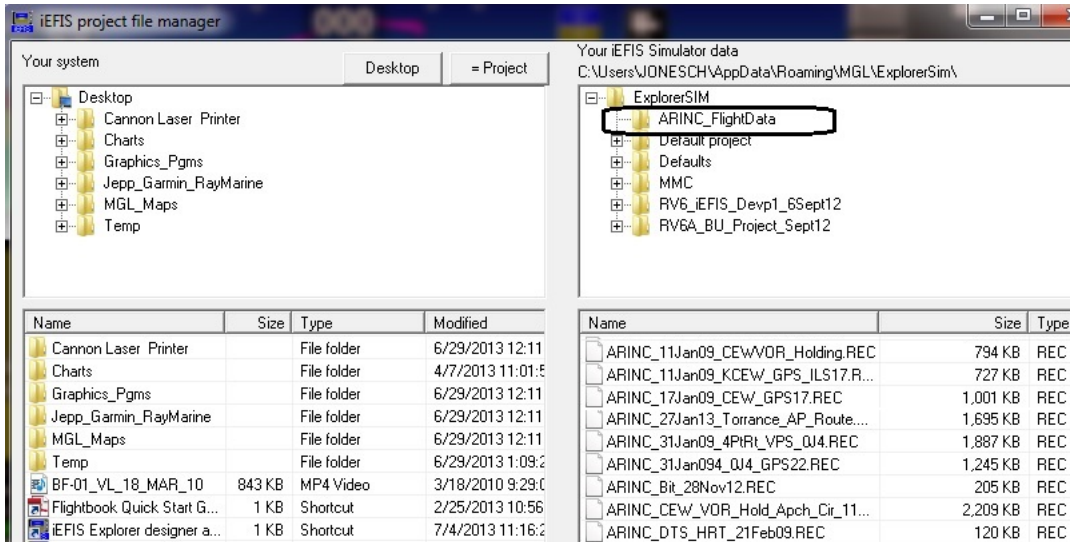 iEFIS project file manager
Your system
Desktop
= Project
Your iEFIS Simulator data
C:\Users\JONESCH\AppData\Roaming\MGL\ExplorerSim\
Desktop
Cannon Laser Printer
Charts
Graphics_Pgms
Jepp_Garmin_RayMarine
MGL_Maps
Temp
ExplorerSIM
ARINC_FlightData
Default project
Defaults
MMC
RV6_iEFIS_Devp1_6Sept12
RV6A_BU_Project_Sept12
Name Size Type Modified
Cannon Laser Printer File folder 6/29/2013 12:11
Charts File folder 4/7/2013 11:01:5
Graphics_Pgms File folder 6/29/2013 12:11
Jepp_Garmin_RayMarine File folder 6/29/2013 12:11
MGL_Maps File folder 6/29/2013 12:11
Temp File folder 6/29/2013 1:09:2
BF-01_VL_18_MAR_10 843 KB MP4 Video 3/18/2010 9:29:0
Flightbook Quick Start G... 1 KB Shortcut 2/25/2013 10:56
iEFIS Explorer designer a... 1 KB Shortcut 7/4/2013 11:16:2
Name Size Type
ARINC_11Jan09_CEWVOR_Holding.REC 794 KB REC
ARINC_11Jan09_KCEW_GPS_ILS17.R... 727 KB REC
ARINC_17Jan09_CEW_GPS17.REC 1,001 KB REC
ARINC_27Jan13_Torrance_AP_Route.... 1,695 KB REC
ARINC_31Jan09_4PtRt_VPS_0J4.REC 1,887 KB REC
ARINC_31Jan094_0J4_GPS22.REC 1,245 KB REC
ARINC_Bit_28Nov12.REC 205 KB REC
ARINC_CEW_VOR_Hold_Apch_Cir_11... 2,209 KB REC
ARINC_DTS_HRT_21Feb09.REC 120 KB REC